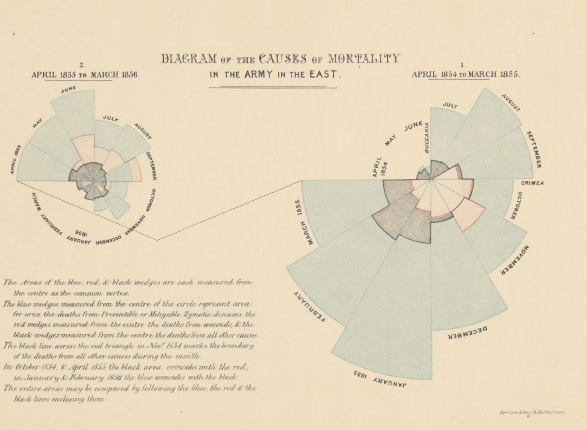 DIAGRAM OF THE CAUSES OF MORTALITY
IN THE ARMY IN THE EAST.
2.
APRIL 1855 TO MARCH 1856
1.
APRIL 1854 TO MARCH 1855.
APRIL 1855
MAY
JUNE
JULY
AUGUST
SEPTEMBER
OCTOBER
NOVEMBER
DECEMBER
JANUARY 1856
FEBRUARY
MARCH
APRIL 1854
MAY
JUNE
BULGARIA
JULY
AUGUST
SEPTEMBER
CRIMEA
OCTOBER
NOVEMBER
DECEMBER
JANUARY 1855
FEBRUARY
MARCH 1855
The Areas of the blue, red, & black wedges are each measured from
the centre as the common vertex.
The blue wedges measured from the centre of the circle represent area
for area the deaths from Preventible or Mitigable Zymotic diseases, the
red wedges measured from the centre the deaths from wounds, & the
black wedges measured from the centre the deaths from all other causes
The black line across the red triangle in Nov.r 1854 marks the boundary
of the deaths from all other causes during the month.
In October 1854, & April 1855 the black area coincides with the red,
in January & February 1856 the blue coincides with the black.
The entire areas may be compared by following the blue, the red & the
black lines enclosing them.